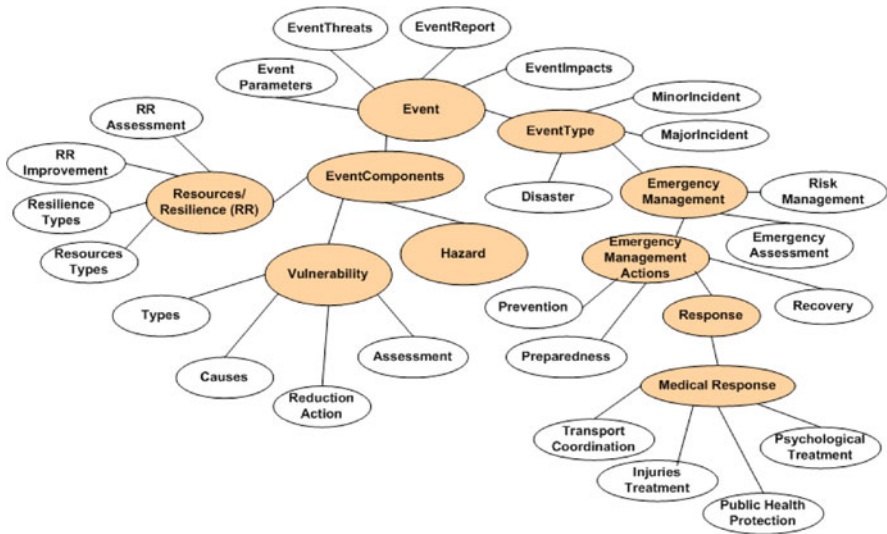 EventThreats
EventReport
Event
Parameters
EventImpacts
Event
MinorIncident
RR
Assessment
EventType
MajorIncident
RR
Improvement
EventComponents
Resources/
Resilience (RR)
Disaster
Emergency
Management
Risk
Management
Resilience
Types
Resources
Types
Vulnerability
Hazard
Emergency
Management
Actions
Emergency
Assessment
Types
Prevention
Response
Recovery
Causes
Assessment
Preparedness
Reduction
Action
Medical Response
Transport
Coordination
Psychological
Treatment
Injuries
Treatment
Public Health
Protection